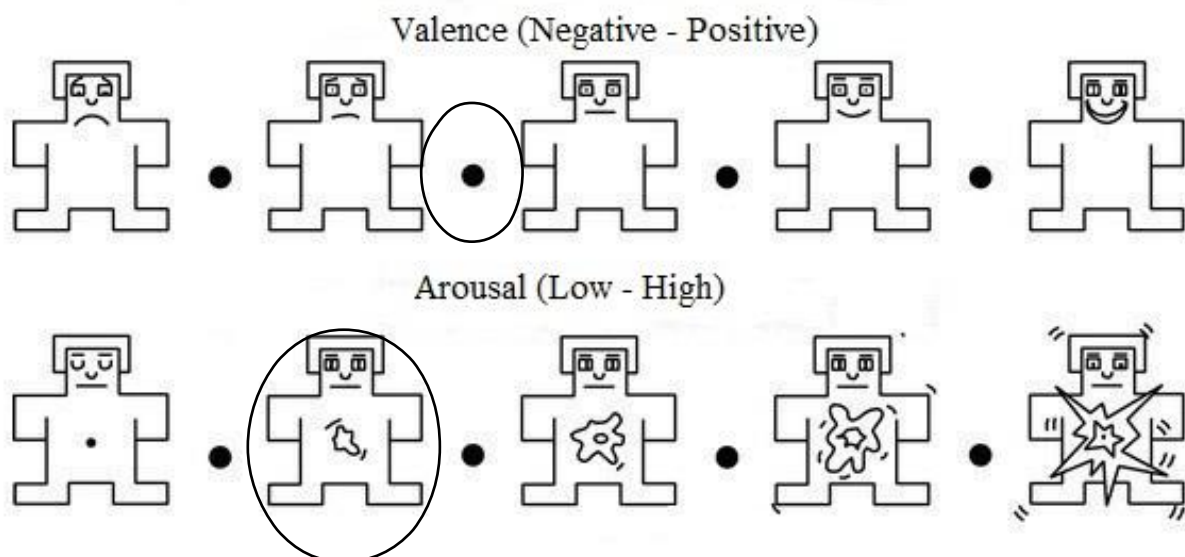 Valence (Negative - Positive)
Arousal (Low - High)